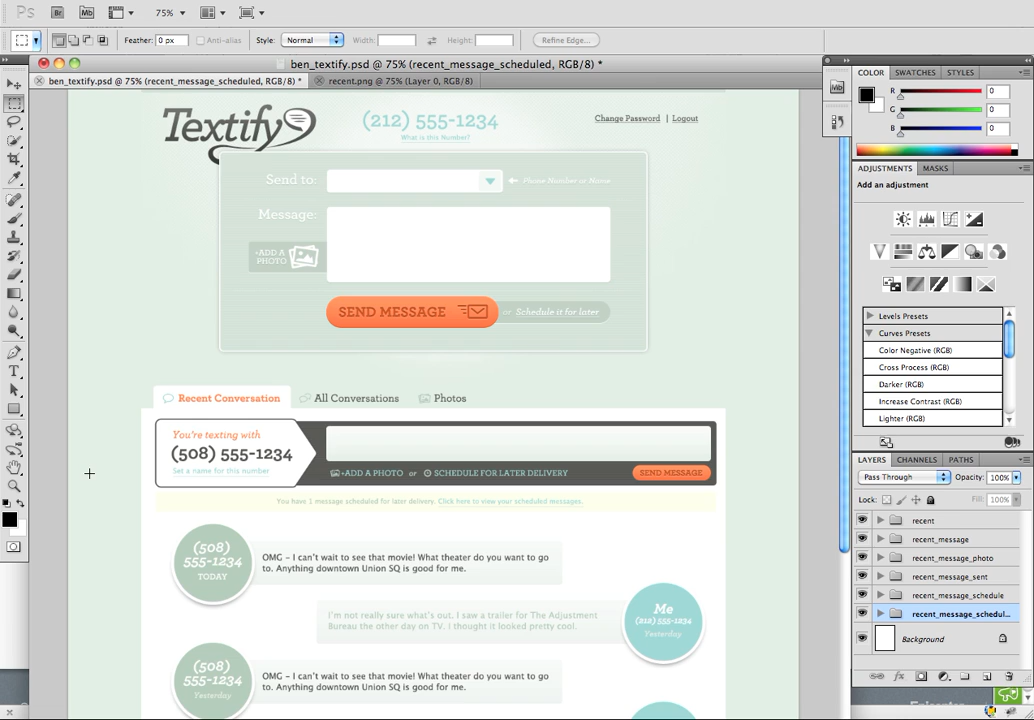 Ps Br Mb 75%
Feather: 0 px Anti-alias Style: Normal Width: Height: Refine Edge...
ben_textify.psd @ 75% (recent_message_scheduled, RGB/8) *
ben_textify.psd @ 75% (recent_message_scheduled, RGB/8) *
recent.png @ 75% (Layer 0, RGB/8)
Textify
(212) 555-1234
What is this Number?
Change Password | Logout
Send to:
Phone Number or Name
Message:
+ADD A
PHOTO
SEND MESSAGE
or Schedule it for later
Recent Conversation
All Conversations
Photos
You're texting with
(508) 555-1234
Set a name for this number
+ADD A PHOTO or SCHEDULE FOR LATER DELIVERY
SEND MESSAGE
You have 1 message scheduled for later delivery. Click here to view your scheduled messages.
(508)
555-1234
TODAY
OMG - I can't wait to see that movie! What theater do you want to go
to. Anything downtown Union SQ is good for me.
I'm not really sure what's out. I saw a trailer for The Adjustment
Bureau the other day on TV. I thought it looked pretty cool.
Me
(212) 555-1234
Yesterday
(508)
555-1234
Yesterday
OMG - I can't wait to see that movie! What theater do you want to go
to. Anything downtown Union SQ is good for me.
Mb
COLOR SWATCHES STYLES
R 0
G 0
B 0
ADJUSTMENTS MASKS
Add an adjustment
Levels Presets
Curves Presets
Color Negative (RGB)
Cross Process (RGB)
Darker (RGB)
Increase Contrast (RGB)
Lighter (RGB)
LAYERS CHANNELS PATHS
Pass Through Opacity: 100%
Lock: Fill: 100%
recent
recent_message
recent_message_photo
recent_message_sent
recent_message_schedule
recent_message_schedul...
Background